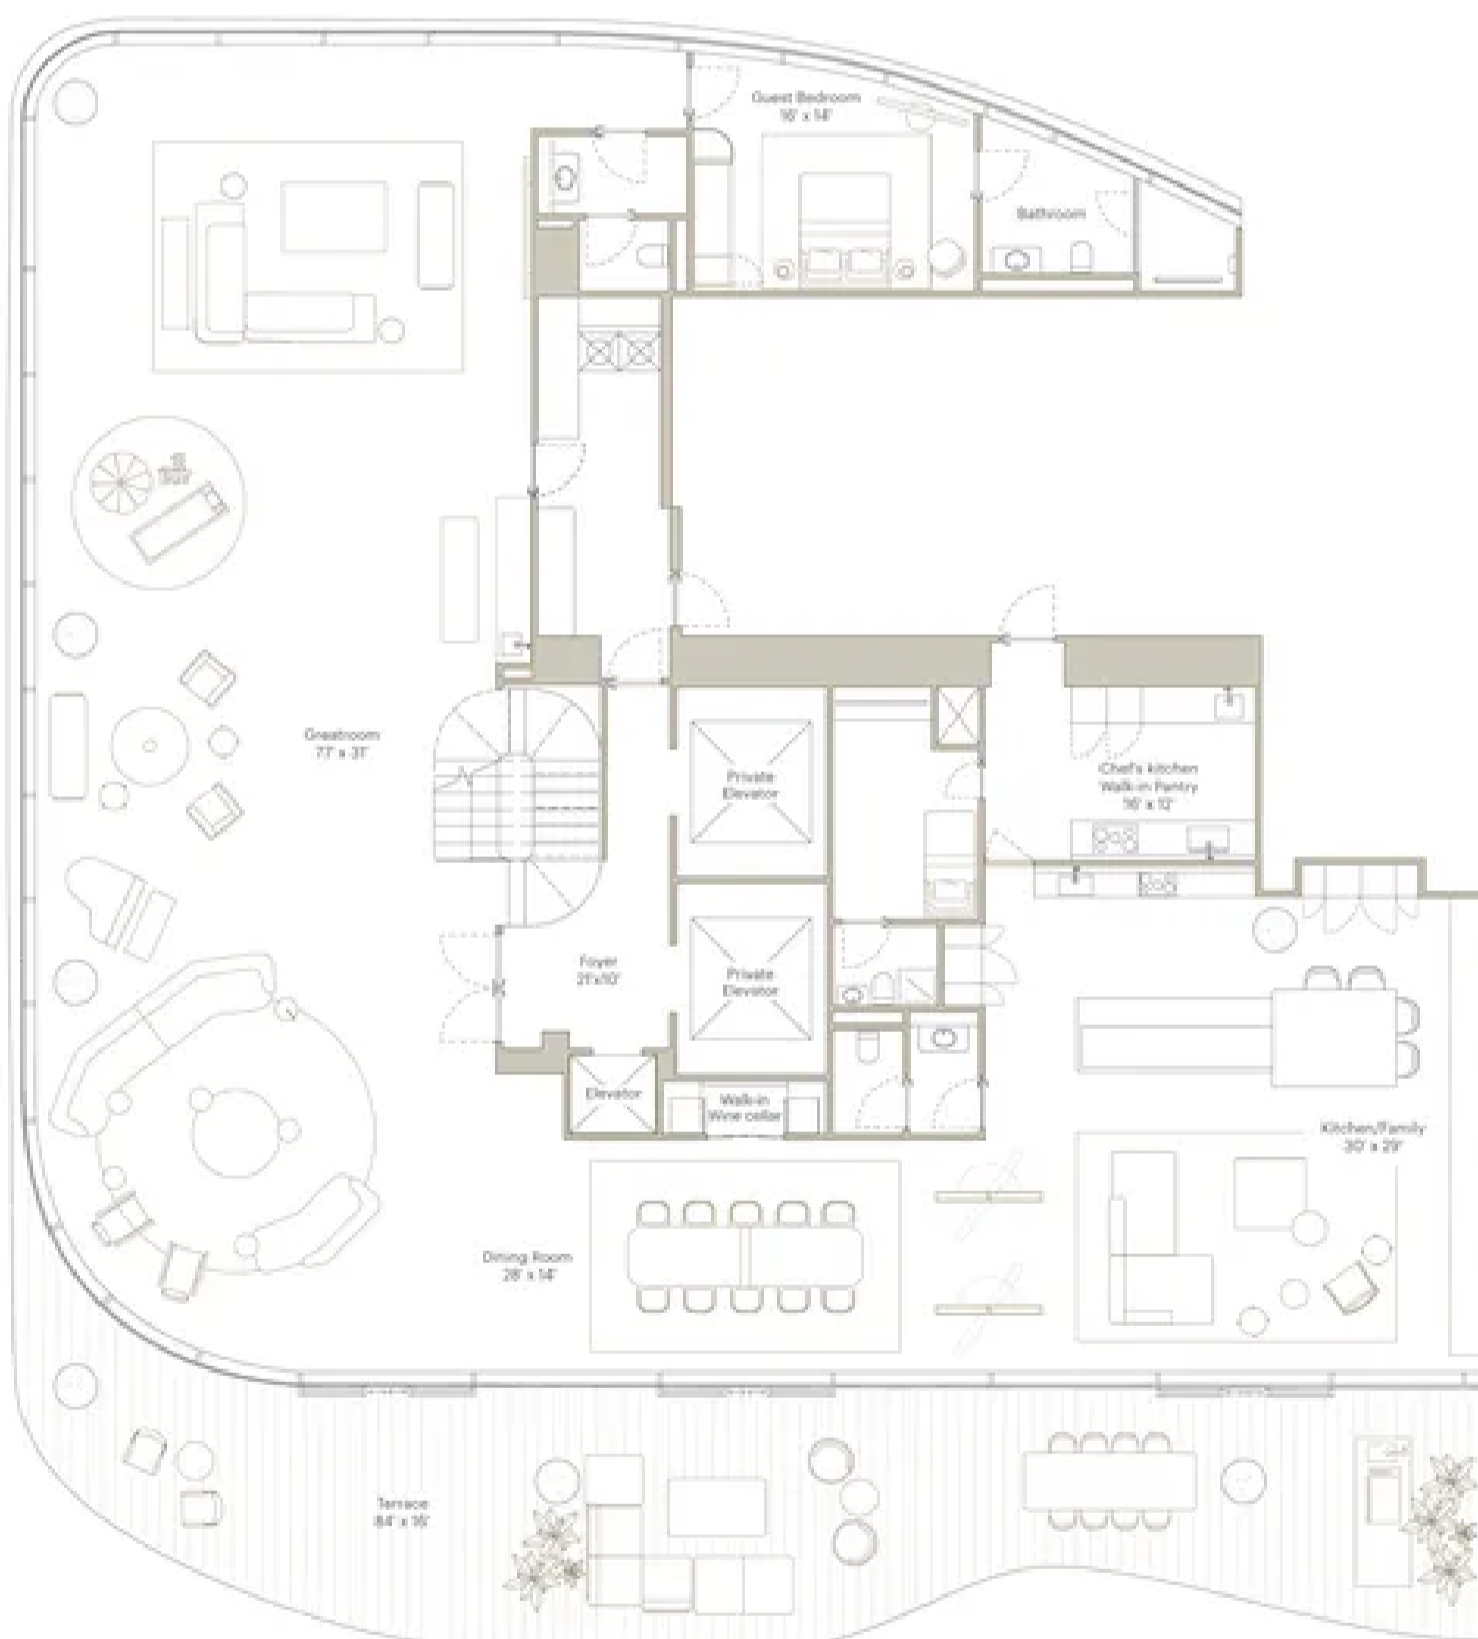 Guest Bedroom
16' x 14'
Bathroom
Greatroom
77' x 31'
Private
Elevator
Chef's kitchen
Walk-in Pantry
16' x 12'
Foyer
21'x10'
Private
Elevator
Elevator
Walk-in
Wine cellar
Kitchen/Family
30' x 29'
Dining Room
28' x 14'
Terrace
84' x 16'